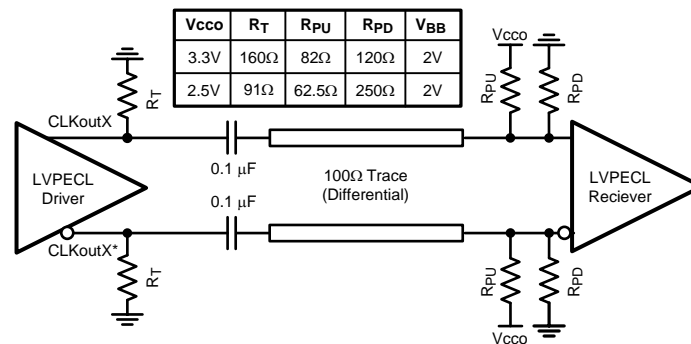 Vcco RT RPU RPD VBB
3.3V 160Ω 82Ω 120Ω 2V
2.5V 91Ω 62.5Ω 250Ω 2V
Vcco
RT
RPU
RPD
CLKoutX
0.1 μF
LVPECL
Driver
100Ω Trace
(Differential)
LVPECL
Reciever
0.1 μF
CLKoutX*
RT
RPU
RPD
Vcco